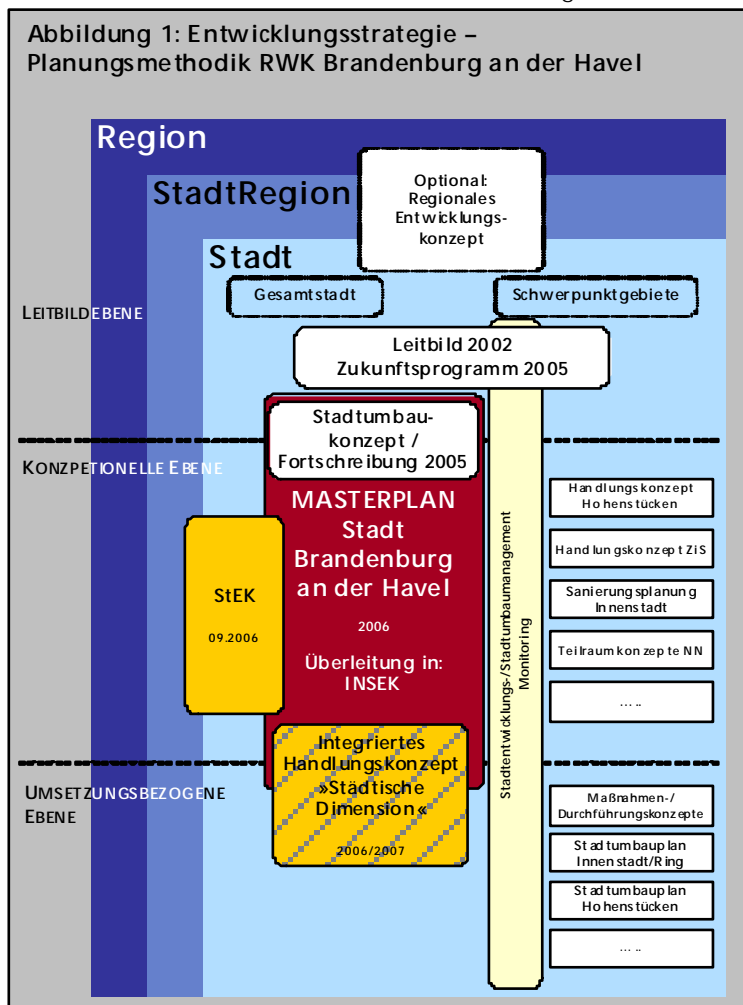 Abbildung 1: Entwicklungsstrategie –
Planungsmethodik RWK Brandenburg an der Havel
Region
StadtRegion
Optional:
Regionales
Entwicklungs-
konzept
Stadt
Gesamtstadt
Schwerpunktgebiete
LEITBILDEBENE
Leitbild 2002
Zukunftsprogramm 2005
Stadtumbau-
konzept /
Fortschreibung 2005
KONZPETIONELLE EBENE
MASTERPLAN
Stadt
Brandenburg
an der Havel
2006
Überleitung in:
INSEK
StEK
09.2006
Stadtentwicklungs-/Stadtumbaumanagement
Monitoring
Handlungskonzept
Hohenstücken
Handlungskonzept ZiS
Sanierungsplanung
Innenstadt
Teilraumkonzepte NN
.....
Integriertes
Handlungskonzept
»Städtische
Dimension«
2006/2007
UMSETZUNGSBEZOGENE
EBENE
Maßnahmen-/
Durchführungskonzepte
Stadtumbauplan
Innenstadt/Ring
Stadtumbauplan
Hohenstücken
.....